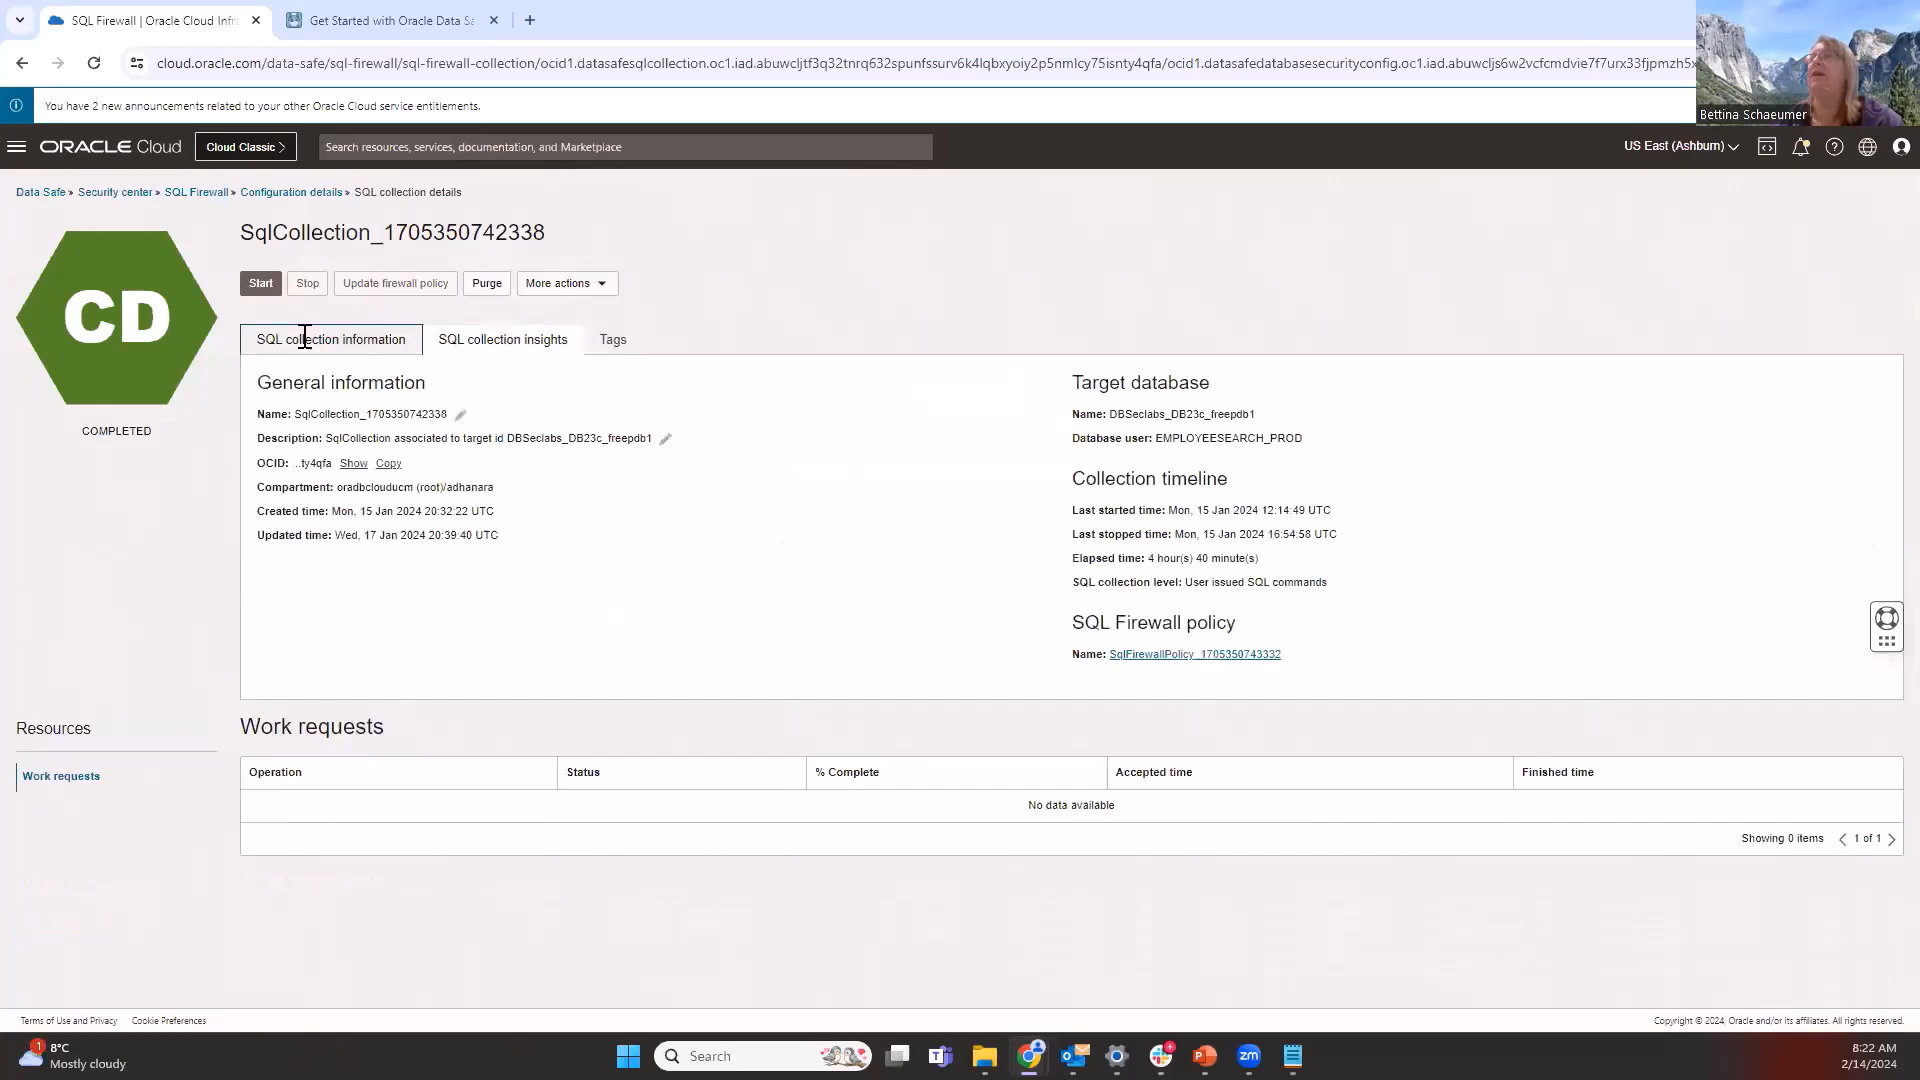 SQL Firewall | Oracle Cloud Infra
Get Started with Oracle Data Sa
cloud.oracle.com/data-safe/sql-firewall/sql-firewall-collection/ocid1.datasafesqlcollection.oc1.iad.abuwcljtf3q32tnrq632spunfssurv6k4lqbxyoiy2p5nmlcy75isnty4qfa/ocid1.datasafedatabasesecurityconfig.oc1.iad.abuwcljs6w2vcfcmdvie7f7urx33fjpmzh5x
Bettina Schaeumer
You have 2 new announcements related to your other Oracle Cloud service entitlements.
ORACLE Cloud
Cloud Classic >
Search resources, services, documentation, and Marketplace
US East (Ashburn)
Data Safe » Security center » SQL Firewall » Configuration details » SQL collection details
SqlCollection_1705350742338
Start Stop Update firewall policy Purge More actions
CD
COMPLETED
SQL collection information SQL collection insights Tags
General information
Name: SqlCollection_1705350742338
Description: SqlCollection associated to target id DBSeclabs_DB23c_freepdb1
OCID: ...ty4qfa Show Copy
Compartment: oradbclouducm (root)/adhanara
Created time: Mon, 15 Jan 2024 20:32:22 UTC
Updated time: Wed, 17 Jan 2024 20:39:40 UTC
Target database
Name: DBSeclabs_DB23c_freepdb1
Database user: EMPLOYEESEARCH_PROD
Collection timeline
Last started time: Mon, 15 Jan 2024 12:14:49 UTC
Last stopped time: Mon, 15 Jan 2024 16:54:58 UTC
Elapsed time: 4 hour(s) 40 minute(s)
SQL collection level: User issued SQL commands
SQL Firewall policy
Name: SqlFirewallPolicy_1705350743332
Resources
Work requests
Work requests
Operation Status % Complete Accepted time Finished time
No data available
Showing 0 items < 1 of 1 >
Terms of Use and Privacy Cookie Preferences
Copyright © 2024, Oracle and/or its affiliates. All rights reserved.
1
8°C
Mostly cloudy
Search
zm
8:22 AM
2/14/2024